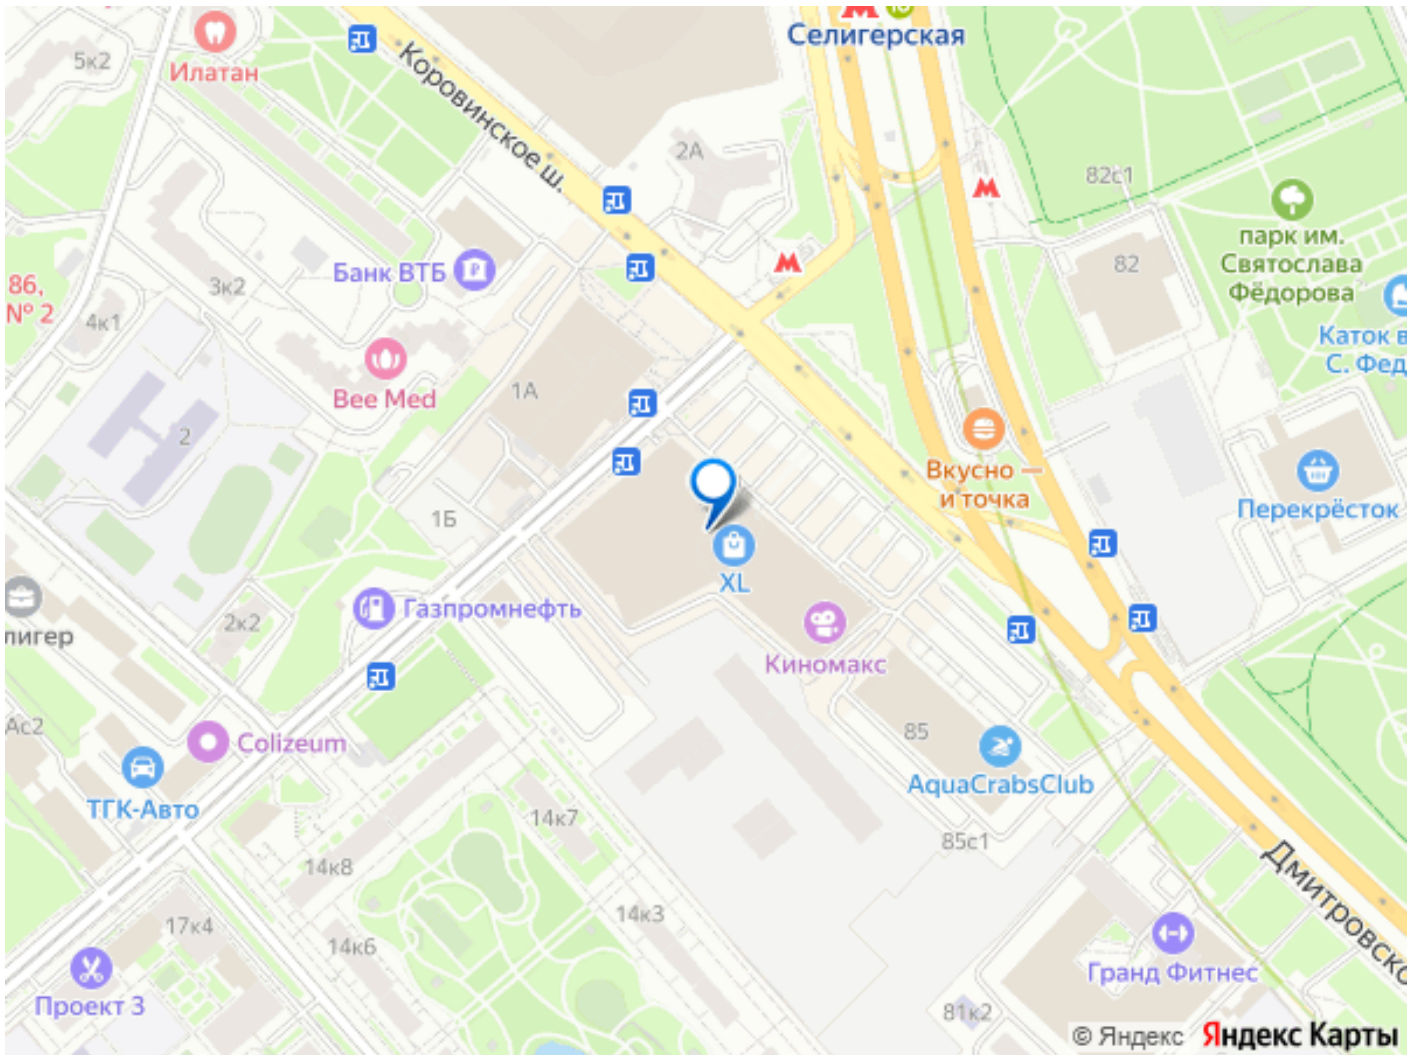 Селигерская
5к2
Илатан
Коровинское ш.
2А
82с1
парк им.
Святослава
Фёдорова
82
Банк ВТБ
3к2
86,
№ 2
4к1
Каток в
С. Фед
Bee Med
1А
2
Вкусно —
и точка
Перекрёсток
1Б
XL
Газпромнефть
2к2
лигер
Киномакс
Ас2
Colizeum
85
AquaCrabsClub
ТГК-Авто
14к7
85с1
14к8
Дмитровско
17к4
14к3
14к6
Гранд Фитнес
Проект 3
81к2
© Яндекс Яндекс Карты